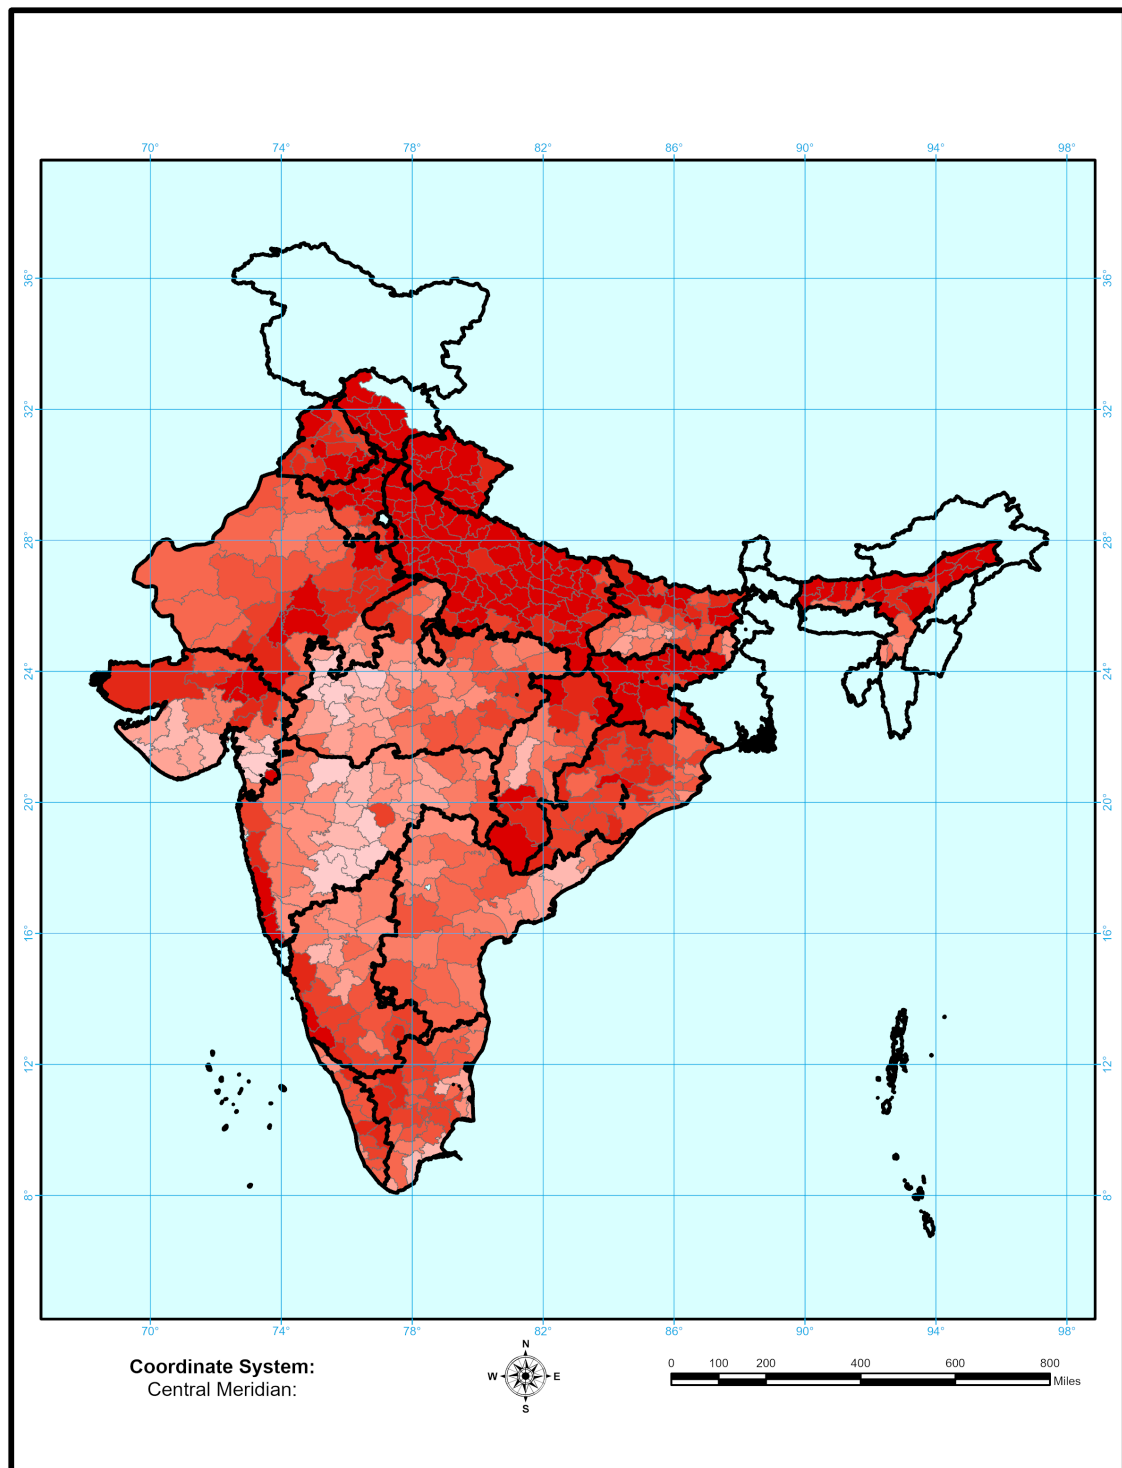 70° 74° 78° 82° 86° 90° 94° 98°
36° 36°
32° 32°
28° 28°
24° 24°
20° 20°
16° 16°
12° 12°
8° 8°
70° 74° 78° 82° 86° 90° 94° 98°
Coordinate System:
Central Meridian:
N
W E
S
0 100 200 400 600 800
Miles